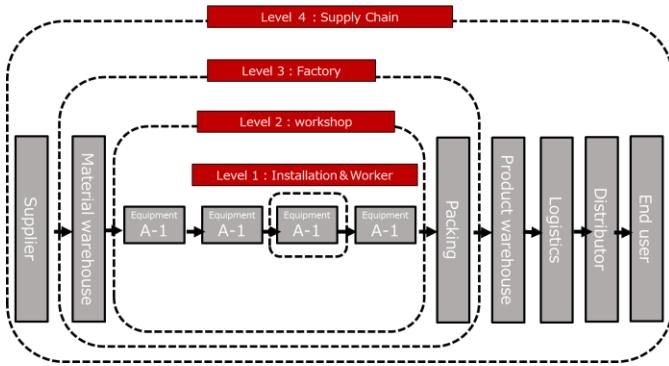 Level 4 : Supply Chain
Level 3 : Factory
Level 2 : workshop
Level 1 : Installation&Worker
Supplier
Material warehouse
Equipment
A-1
Equipment
A-1
Equipment
A-1
Equipment
A-1
Packing
Product warehouse
Logistics
Distributor
End user